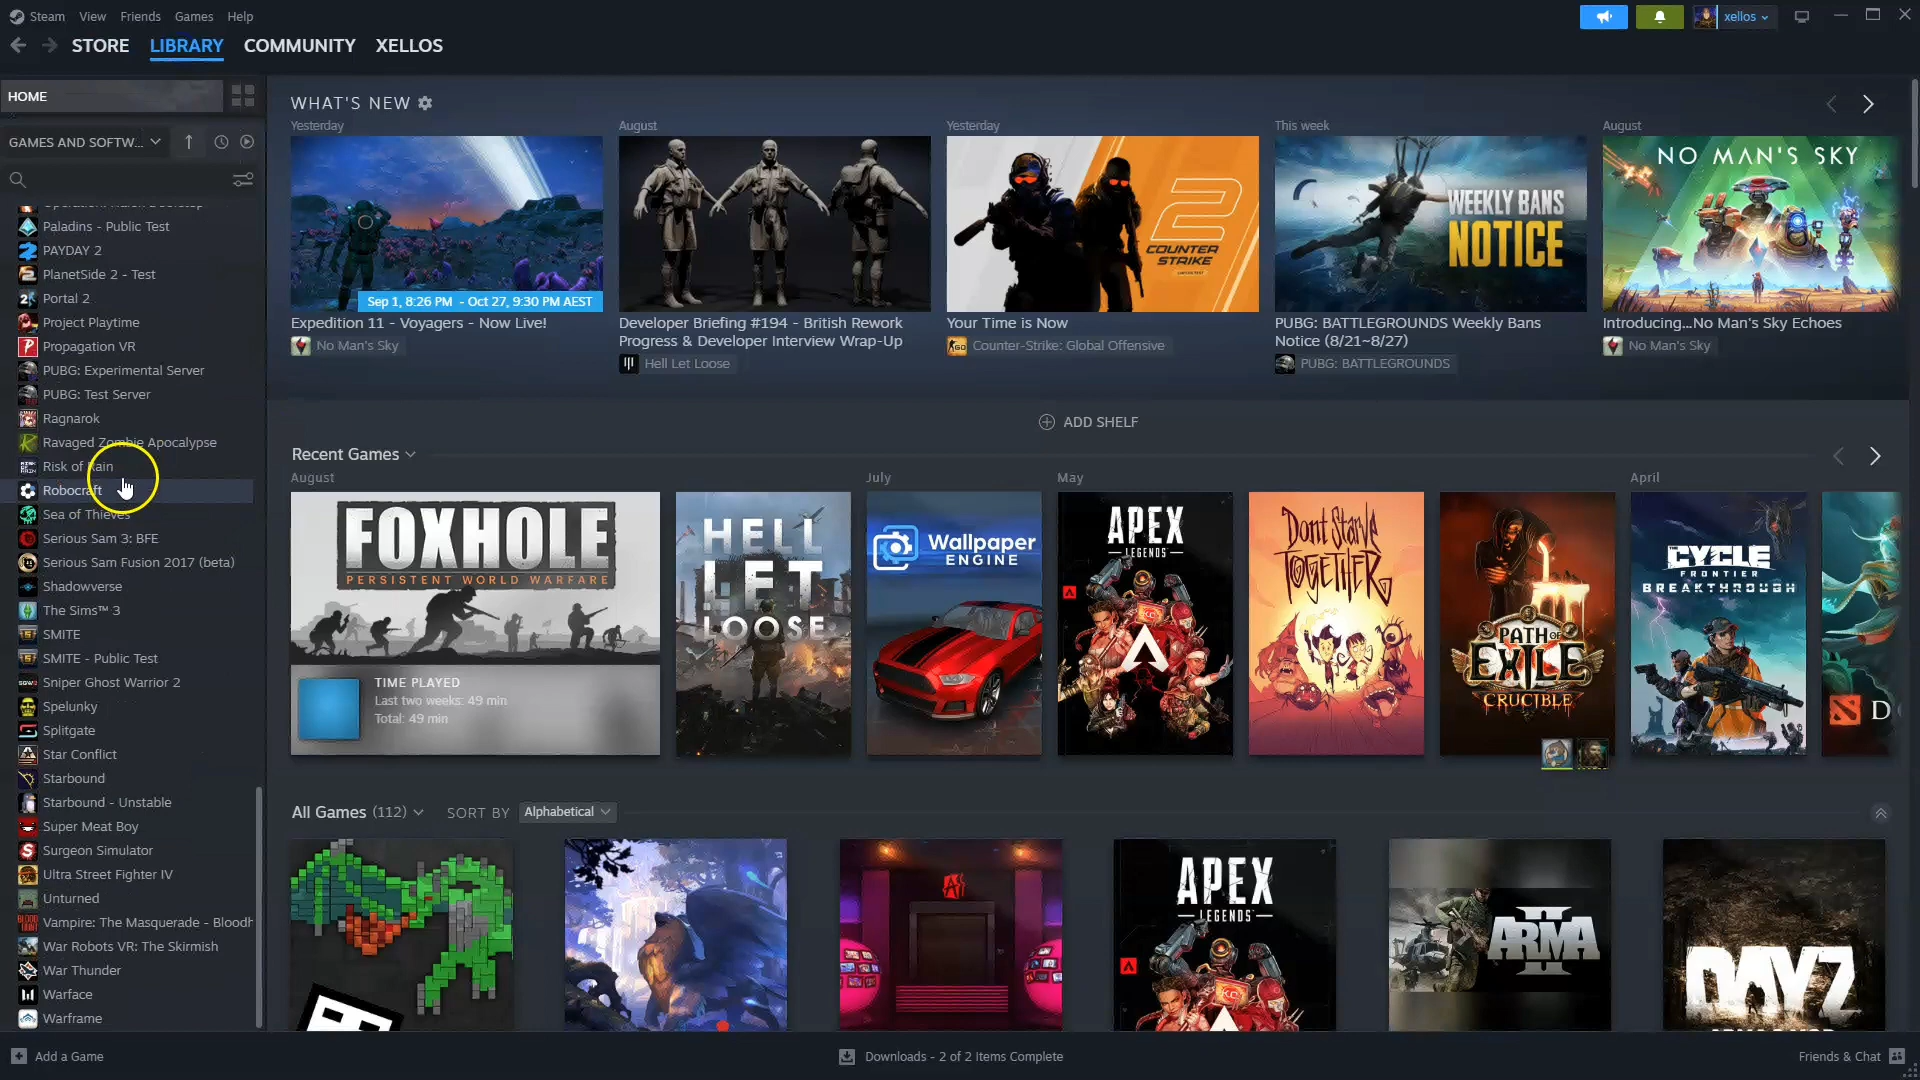 Steam View Friends Games Help
xellos
STORE LIBRARY COMMUNITY XELLOS
HOME
GAMES AND SOFTW...
Paladins - Public Test
PAYDAY 2
PlanetSide 2 - Test
Portal 2
Project Playtime
Propagation VR
PUBG: Experimental Server
PUBG: Test Server
Ragnarok
Ravaged Zombie Apocalypse
Risk of Rain
Robocraft
Sea of Thieves
Serious Sam 3: BFE
Serious Sam Fusion 2017 (beta)
Shadowverse
The Sims™ 3
SMITE
SMITE - Public Test
Sniper Ghost Warrior 2
Spelunky
Splitgate
Star Conflict
Starbound
Starbound - Unstable
Super Meat Boy
Surgeon Simulator
Ultra Street Fighter IV
Unturned
Vampire: The Masquerade - Bloodh
War Robots VR: The Skirmish
War Thunder
Warface
Warframe
WHAT'S NEW
Yesterday
Sep 1, 8:26 PM - Oct 27, 9:30 PM AEST
Expedition 11 - Voyagers - Now Live!
No Man's Sky
August
Developer Briefing #194 - British Rework
Progress & Developer Interview Wrap-Up
Hell Let Loose
Yesterday
2
COUNTER
STRIKE
Your Time is Now
Counter-Strike: Global Offensive
This week
WEEKLY BANS
NOTICE
PUBG: BATTLEGROUNDS Weekly Bans
Notice (8/21~8/27)
PUBG: BATTLEGROUNDS
August
NO MAN'S SKY
Introducing...No Man's Sky Echoes
No Man's Sky
ADD SHELF
Recent Games
August
FOXHOLE
PERSISTENT WORLD WARFARE
TIME PLAYED
Last two weeks: 49 min
Total: 49 min
HELL
LET
LOOSE
July
Wallpaper
ENGINE
May
APEX
LEGENDS
Don't Starve
TOGETHER
PATH OF
EXILE
CRUCIBLE
April
CYCLE
FRONTIER
BREAKTHROUGH
D
All Games (112) SORT BY Alphabetical
APEX
LEGENDS
II
ARMA
DAYZ
Add a Game
Downloads - 2 of 2 Items Complete
Friends & Chat